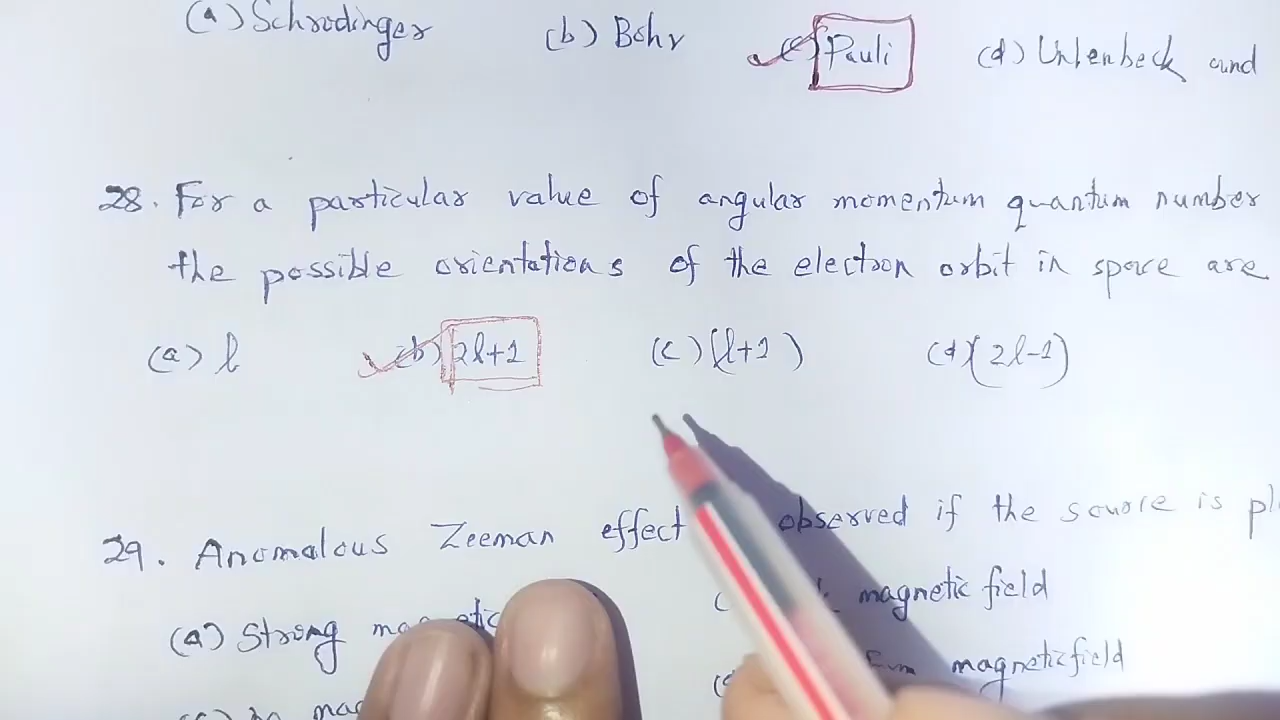 (a) Schrodinger (b) Bohr (c) Pauli (d) Uhlenbeck and
28. For a particular value of angular momentum quantum number
the possible orientations of the electron orbit in space are
(a) l (b) 2l+1 (c) (l+1) (d) (2l-1)
29. Anomalous Zeeman effect observed if the source is
(a) Strong magnetic field
magnetic field